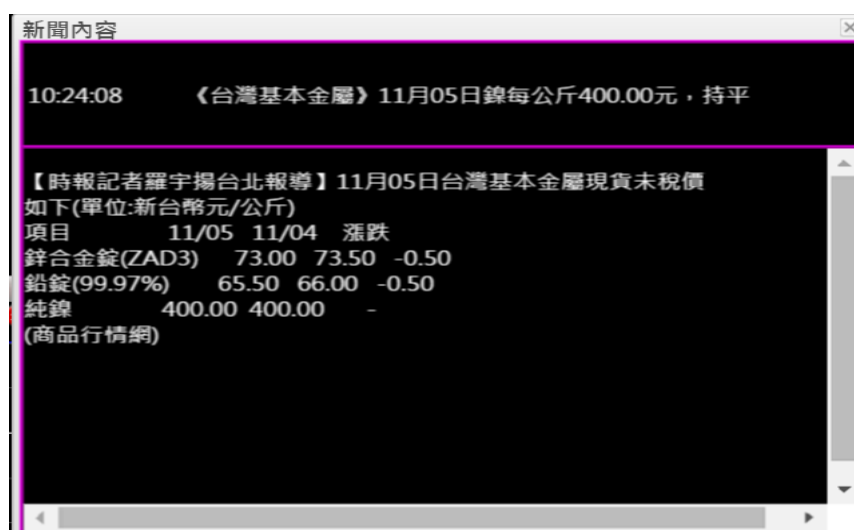 新聞內容
10:24:08 《台灣基本金屬》11月05日鎳每公斤400.00元，持平
【時報記者羅宇揚台北報導】11月05日台灣基本金屬現貨未稅價
如下(單位:新台幣元/公斤)
項目 11/05 11/04 漲跌
鋅合金錠(ZAD3) 73.00 73.50 -0.50
鉛錠(99.97%) 65.50 66.00 -0.50
純鎳 400.00 400.00 -
(商品行情網)